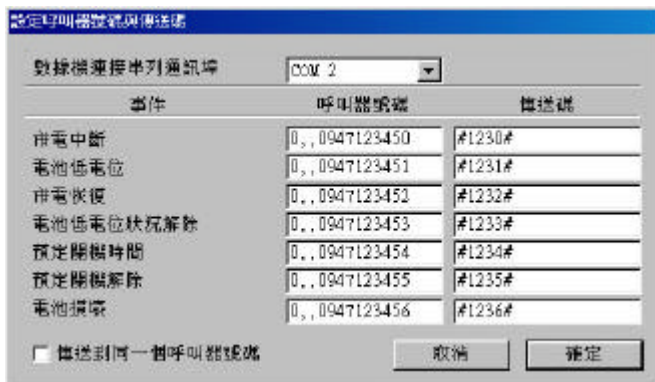 設定呼叫器號碼與傳送碼
數據機連接串列通訊埠 COM 2
事件 呼叫器號碼 傳送碼
市電中斷 0,,0947123450 #1230#
電池低電位 0,,0947123451 #1231#
市電恢復 0,,0947123452 #1232#
電池低電位狀況解除 0,,0947123453 #1233#
預定關機時間 0,,0947123454 #1234#
預定關機解除 0,,0947123455 #1235#
電池損壞 0,,0947123456 #1236#
傳送到同一個呼叫器號碼 取消 確定